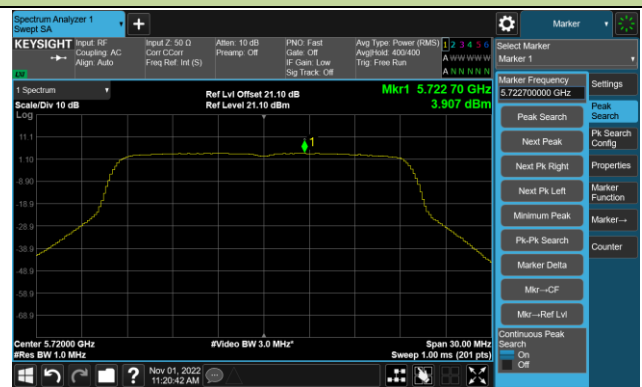 Spectrum Analyzer 1
Swept SA
+
Marker
KEYSIGHT
Input: RF
Coupling: AC
Align: Auto
Input Z: 50 Ω
Corr CCorr
Freq Ref: Int (S)
Atten: 10 dB
Preamp: Off
PNO: Fast
Gate: Off
IF Gain: Low
Sig Track: Off
Avg Type: Power (RMS)
Avg|Hold: 400/400
Trig: Free Run
1 2 3 4 5 6
A W W W W W
A N N N N N
LXI
1 Spectrum
Scale/Div 10 dB
Log
Ref Lvl Offset 21.10 dB
Ref Level 21.10 dBm
Mkr1 5.722 70 GHz
3.907 dBm
1
11.1
1.10
-8.90
-18.9
-28.9
-38.9
-48.9
-58.9
-68.9
Center 5.72000 GHz
#Res BW 1.0 MHz
#Video BW 3.0 MHz*
Span 30.00 MHz
Sweep 1.00 ms (201 pts)
Select Marker
Marker 1
Marker Frequency
5.722700000 GHz
Peak Search
Next Peak
Next Pk Right
Next Pk Left
Minimum Peak
Pk-Pk Search
Marker Delta
Mkr→CF
Mkr→Ref Lvl
Continuous Peak
Search
On
Off
Settings
Peak
Search
Pk Search
Config
Properties
Marker
Function
Marker→
Counter
?
Nov 01, 2022
11:20:42 AM